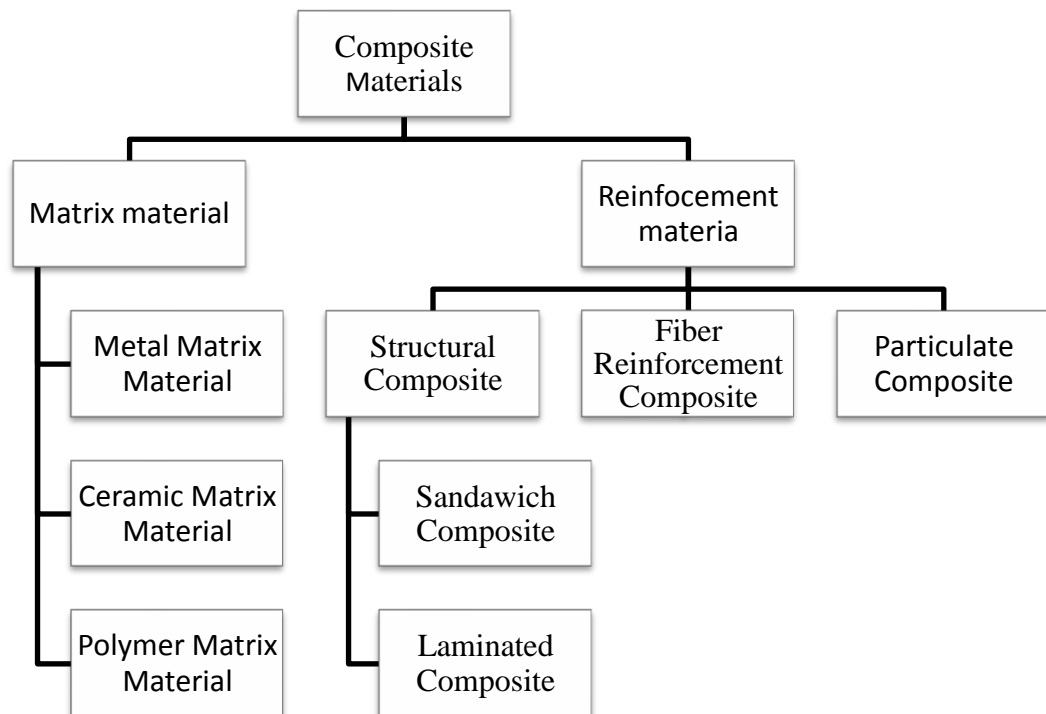 Composite
Materials
Matrix material
Reinfocement
materia
Metal Matrix
Material
Structural
Composite
Fiber
Reinforcement
Composite
Particulate
Composite
Ceramic Matrix
Material
Sandawich
Composite
Polymer Matrix
Material
Laminated
Composite